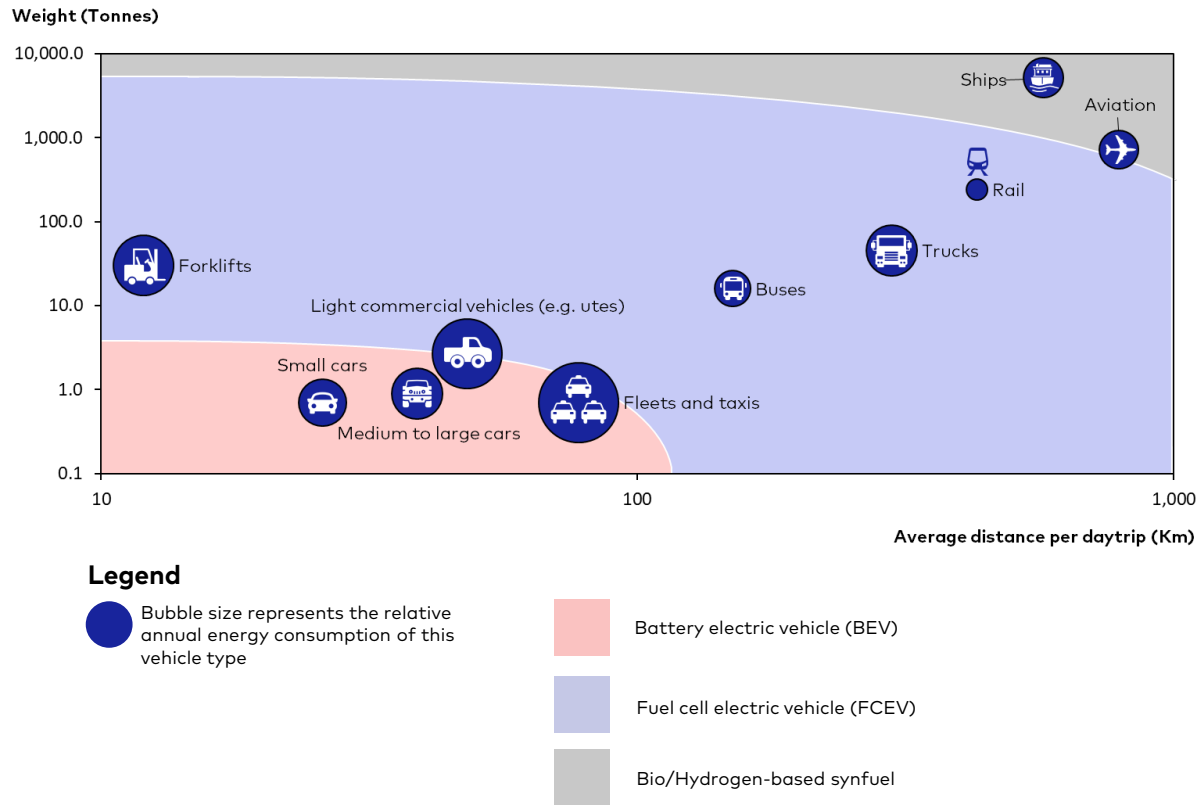 Weight (Tonnes)
10,000.0
1,000.0
100.0
10.0
1.0
0.1
Ships
Aviation
Rail
Trucks
Forklifts
Buses
Light commercial vehicles (e.g. utes)
Small cars
Fleets and taxis
Medium to large cars
10
100
1,000
Average distance per daytrip (Km)
Legend
Bubble size represents the relative
annual energy consumption of this
vehicle type
Battery electric vehicle (BEV)
Fuel cell electric vehicle (FCEV)
Bio/Hydrogen-based synfuel